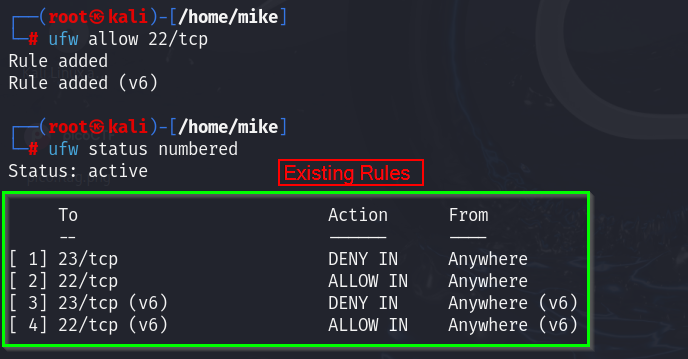 ┌──(root㉿kali)-[/home/mike]
└─# ufw allow 22/tcp
Rule added
Rule added (v6)
┌──(root㉿kali)-[/home/mike]
└─# ufw status numbered
Status: active
Existing Rules
To Action From
-- ------ ----
[ 1] 23/tcp DENY IN Anywhere
[ 2] 22/tcp ALLOW IN Anywhere
[ 3] 23/tcp (v6) DENY IN Anywhere (v6)
[ 4] 22/tcp (v6) ALLOW IN Anywhere (v6)